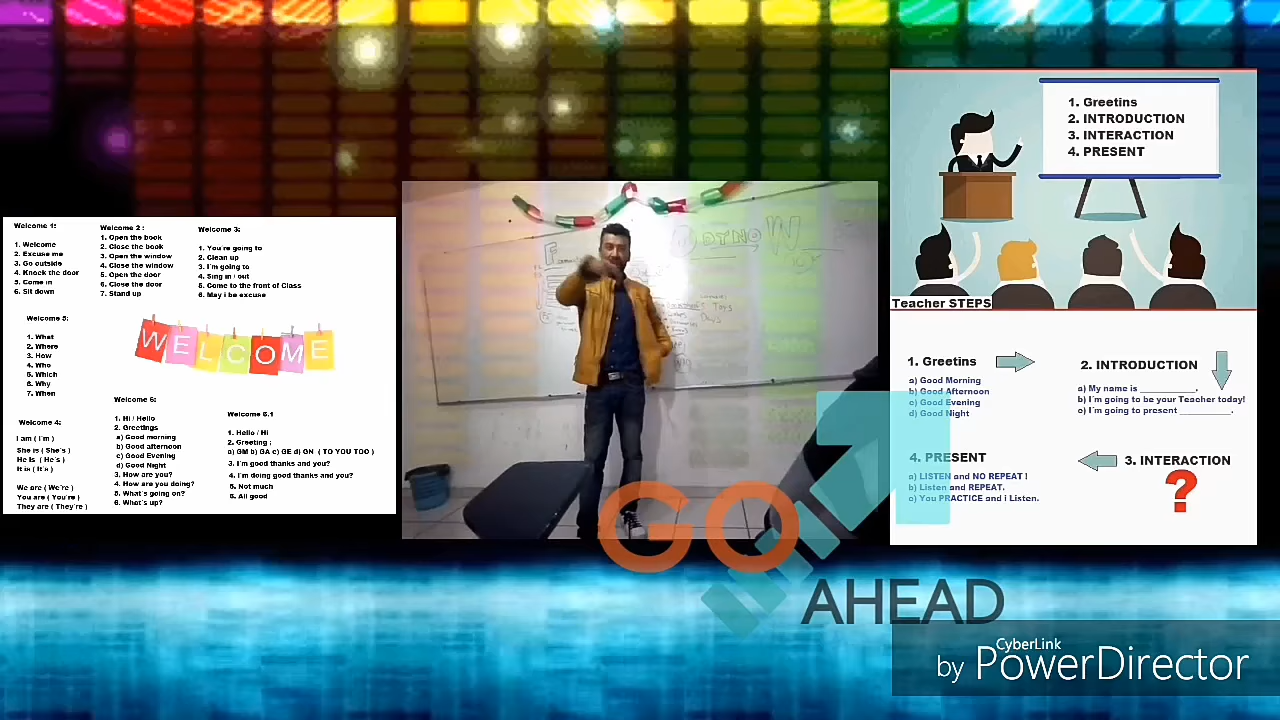 Welcome 1:
1. Welcome
2. Excuse me
3. Go outside
4. Knock the door
5. Come in
6. Sit down
Welcome 2 :
1. Open the book
2. Close the book
3. Open the window
4. Close the window
5. Open the door
6. Close the door
7. Stand up
Welcome 3:
1. You're going to
2. Clean up
3. I'm going to
4. Sing in / out
5. Come to the front of Class
6. May i be excuse
Welcome 5:
1. What
2. Where
3. How
4. Who
5. Which
6. Why
7. When
WELCOME
Welcome 4:
I am ( I'm )
She is ( She's )
He is ( He's )
It is ( It's )
We are ( We're )
You are ( You're )
They are ( They're )
Welcome 6:
1. Hi / Hello
2. Greetings
a) Good morning
b) Good afternoon
c) Good Evening
d) Good Night
3. How are you?
4. How are you doing?
5. What's going on?
6. What's up?
Welcome 6.1
1. Hello / Hi
2. Greeting ;
a) GM b) GA c) GE d) GN ( TO YOU TOO )
3. I'm good thanks and you?
4. I'm doing good thanks and you?
5. Not much
6. All good
1. Greetins
2. INTRODUCTION
3. INTERACTION
4. PRESENT
Teacher STEPS
1. Greetins
a) Good Morning
b) Good Afternoon
c) Good Evening
d) Good Night
2. INTRODUCTION
a) My name is __________.
b) I´m going to be your Teacher today!
c) I´m going to present __________.
4. PRESENT
a) LISTEN and NO REPEAT !
b) Listen and REPEAT.
c) You PRACTICE and i Listen.
3. INTERACTION
?
GO
AHEAD
CyberLink
by PowerDirector